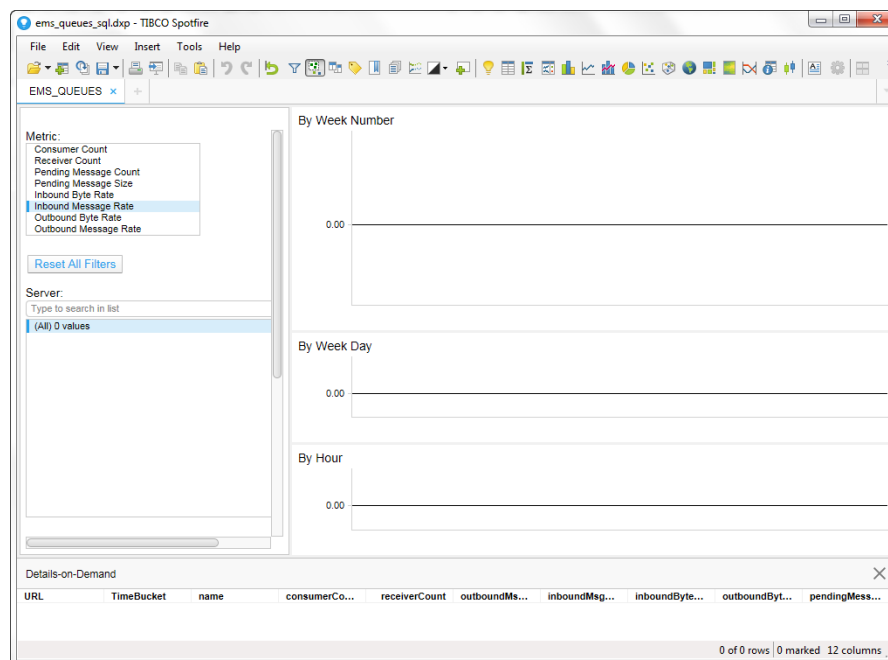 ems_queues_sql.dxp - TIBCO Spotfire
File Edit View Insert Tools Help
EMS_QUEUES × +
Metric:
Consumer Count
Receiver Count
Pending Message Count
Pending Message Size
Inbound Byte Rate
Inbound Message Rate
Outbound Byte Rate
Outbound Message Rate
Reset All Filters
Server:
Type to search in list
(All) 0 values
By Week Number
0.00
By Week Day
0.00
By Hour
0.00
Details-on-Demand
URL TimeBucket name consumerCo... receiverCount outboundMs... inboundMsg... inboundByte... outboundByt... pendingMess...
0 of 0 rows 0 marked 12 columns